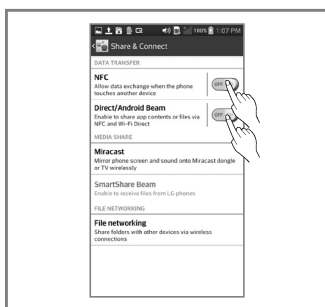 100% 1:07 PM
Share & Connect
DATA TRANSFER
NFC
Allow data exchange when the phone
touches another device
OFF
Direct/Android Beam
Enable to share app contents or files via
NFC and Wi-Fi Direct
OFF
MEDIA SHARE
Miracast
Mirror phone screen and sound onto Miracast dongle
or TV wirelessly
SmartShare Beam
Enable to receive files from LG phones
FILE NETWORKING
File networking
Share folders with other devices via wireless
connections